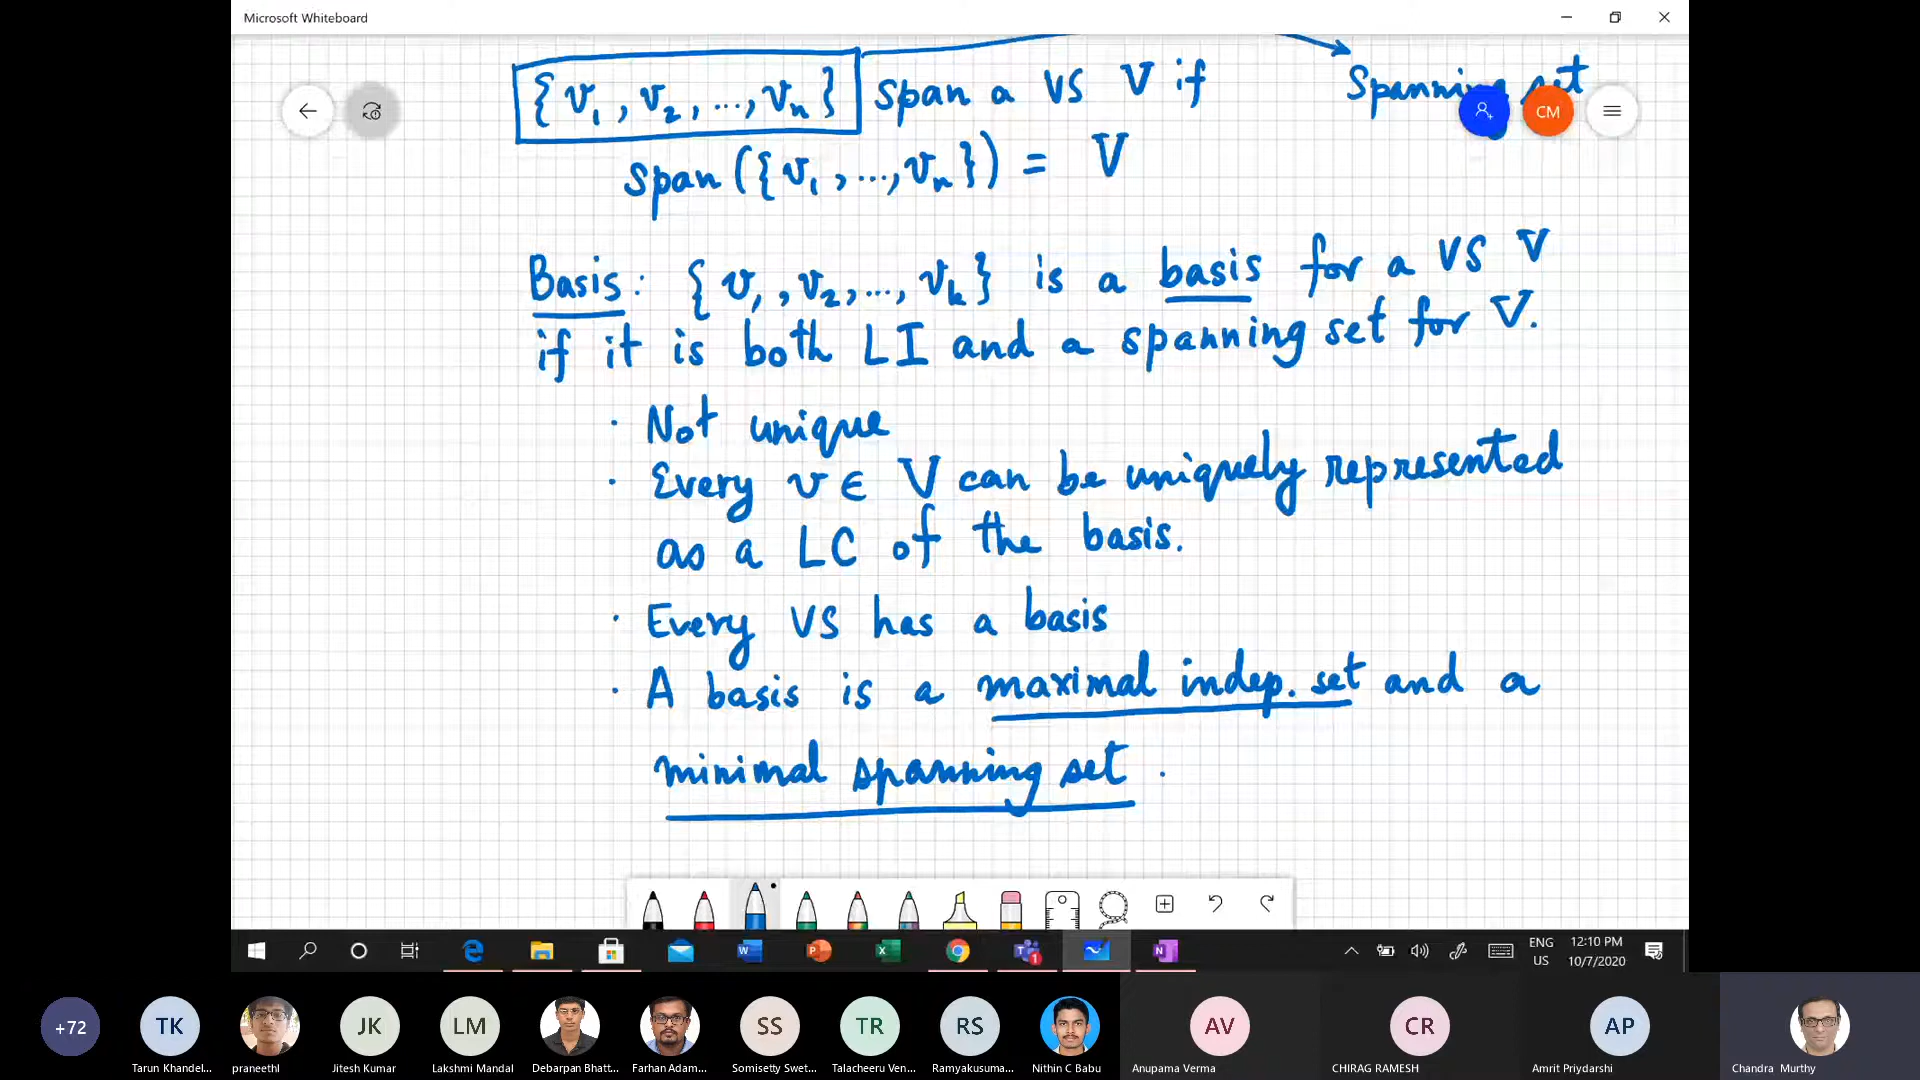 Microsoft Whiteboard
{v₁, v₂, ..., vₙ} span a VS V if
Spanning set
CM
span ({v₁, ..., vₙ}) = V
Basis: {v₁, v₂, ..., vₖ} is a basis for a VS V
if it is both LI and a spanning set for V.
· Not unique
· Every v ∈ V can be uniquely represented
as a LC of the basis.
· Every VS has a basis
· A basis is a maximal indep. set and a
minimal spanning set.
ENG
US
12:10 PM
10/7/2020
+72
TK
JK
LM
SS
TR
RS
AV
CR
AP
Tarun Khandel...
praneethl
Jitesh Kumar
Lakshmi Mandal
Debarpan Bhatt...
Farhan Adam...
Somisetty Swet...
Talacheeru Ven...
Ramyakusuma...
Nithin C Babu
Anupama Verma
CHIRAG RAMESH
Amrit Priydarshi
Chandra Murthy